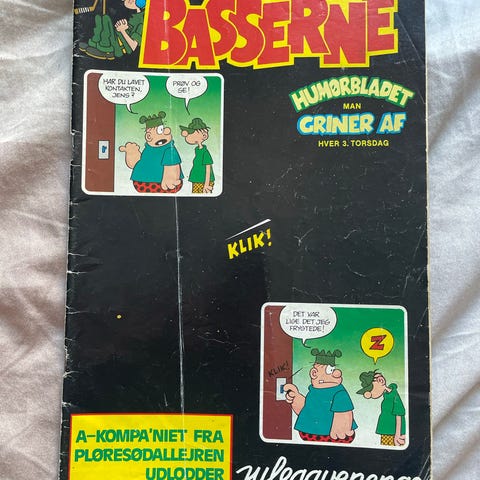 BASSERNE
HAR DU LAVET
KONTAKTEN,
JENS?
PRØV OG
SE!
HUMØRBLADET
MAN
GRINER AF
HVER 3. TORSDAG
KLIK!
DET VAR
LIGE DET JEG
FRYGTEDE!
Z
KLIK!
A-KOMPA'NIET FRA
PLØRESØDALLEJREN
UDLODDER
julegavepenge